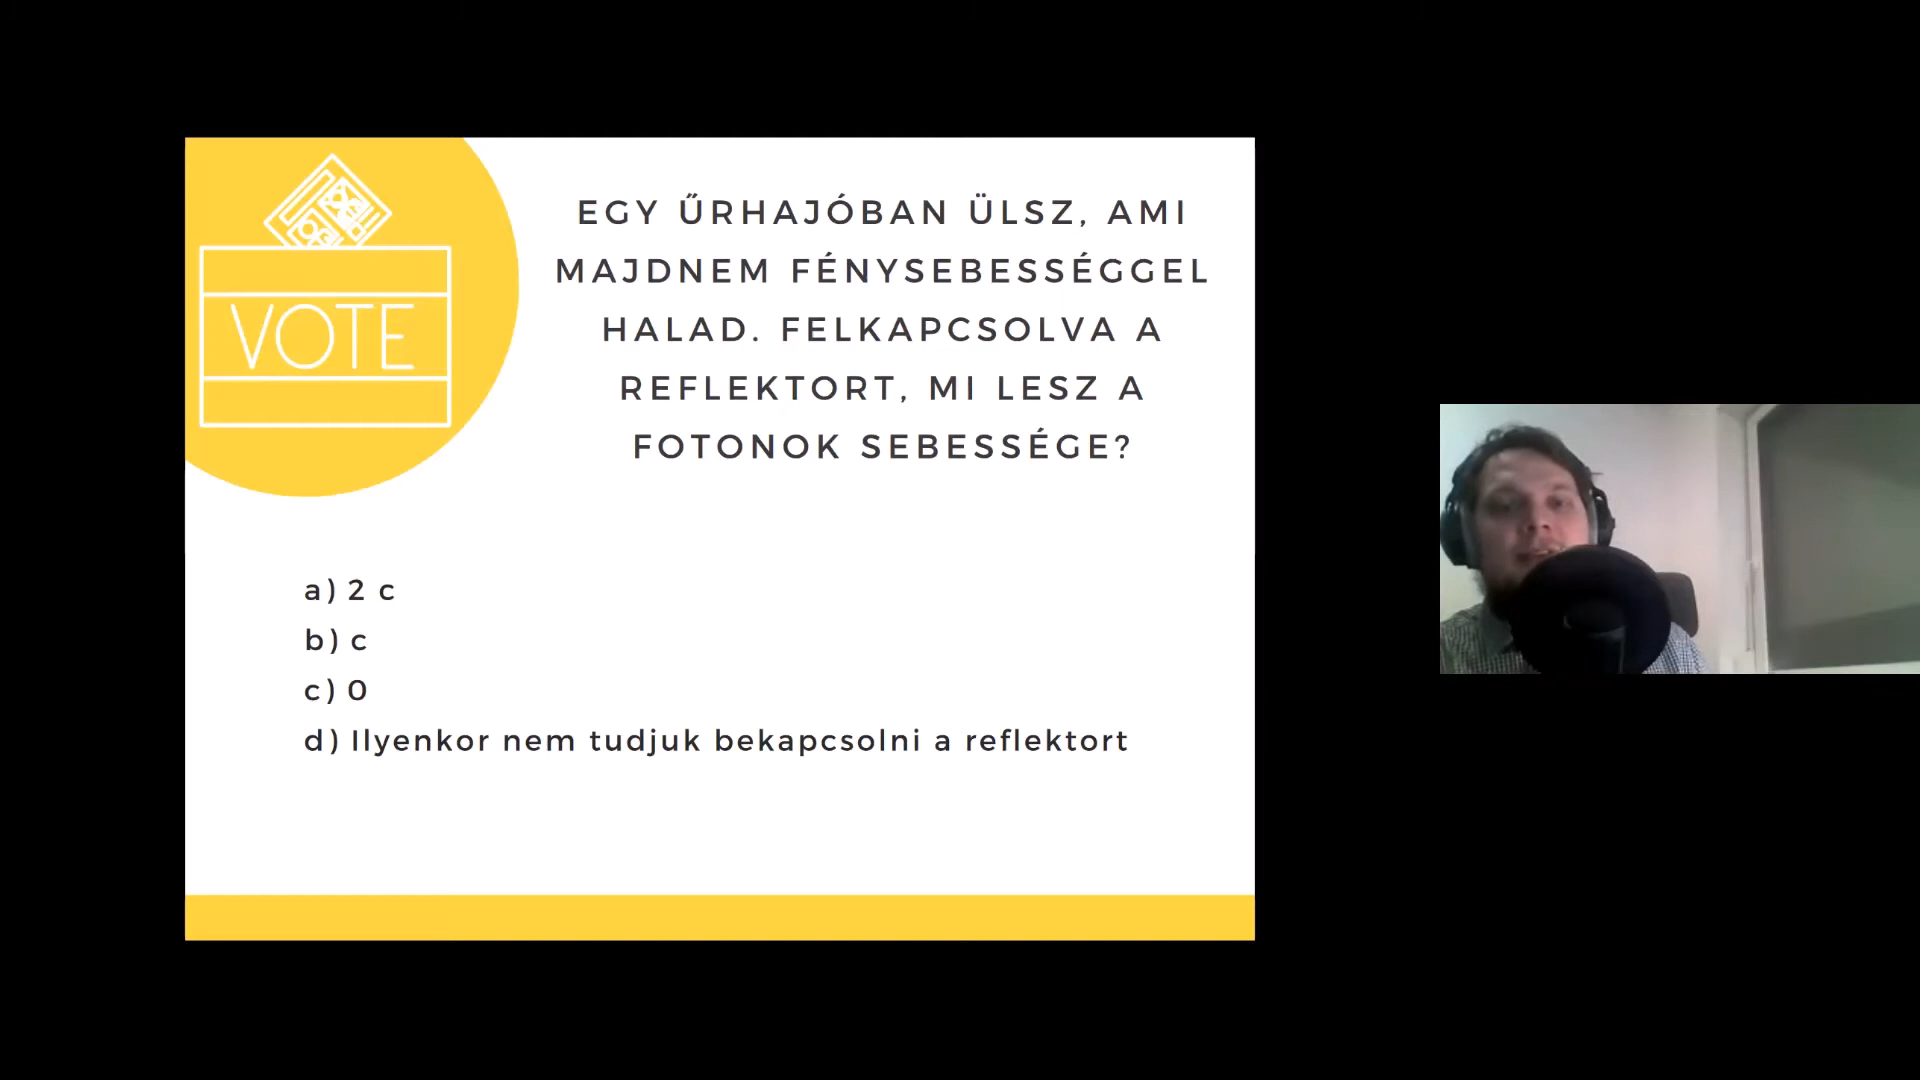 VOTE
EGY ŰRHAJÓBAN ÜLSZ, AMI
MAJDNEM FÉNYSEBESSÉGGEL
HALAD. FELKAPCSOLVA A
REFLEKTORT, MI LESZ A
FOTONOK SEBESSÉGE?
a) 2 c
b) c
c) 0
d) Ilyenkor nem tudjuk bekapcsolni a reflektort